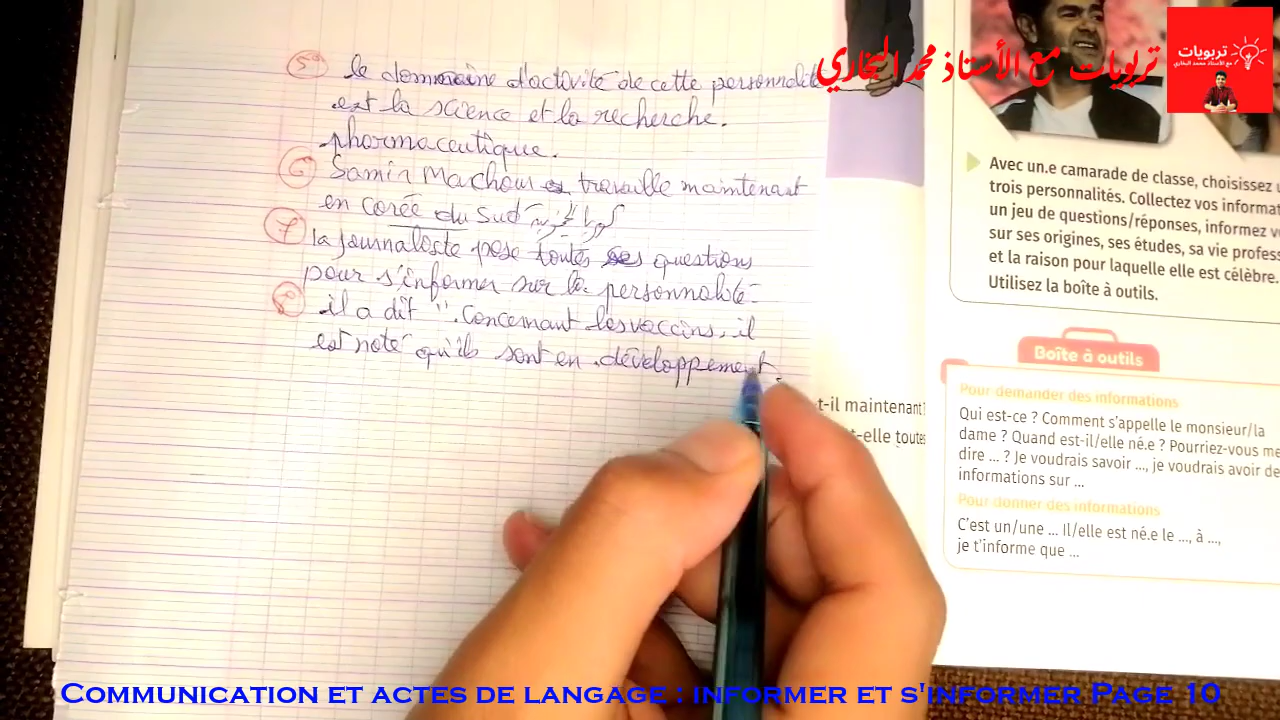 تربويات مع الأستاذ محمد البخاري
تربويات
مع الأستاذ محمد البخاري
5°) le dommaine d'activité de cette personnalité
est la science et la recherche.
pharmaceutique.
6 Samir Machour travaille maintenant
en corée du sud كوريا الجنوبية
7 la journaliste pose toutes ses questions
pour s'informer sur la personnalité.
8 il a dit ". Concernant les vaccins, il
est noté qu'ils sont en développement.
Avec un.e camarade de classe, choisissez
trois personnalités. Collectez vos
un jeu de questions/réponses, informez
sur ses origines, ses études, sa vie
et la raison pour laquelle elle est célèbre.
Utilisez la boîte à outils.
Boîte à outils
Pour demander des informations
Qui est-ce ? Comment s'appelle le monsieur/la
dame ? Quand est-il/elle né.e ? Pourriez-vous me
dire ... ? Je voudrais savoir ..., je voudrais avoir
informations sur ...
Pour donner des informations
C'est un/une ... Il/elle est né.e le ..., à ...,
je t'informe que ...
t-il maintenant
t-elle toutes
Communication et actes de langage : informer et s'informer Page 10